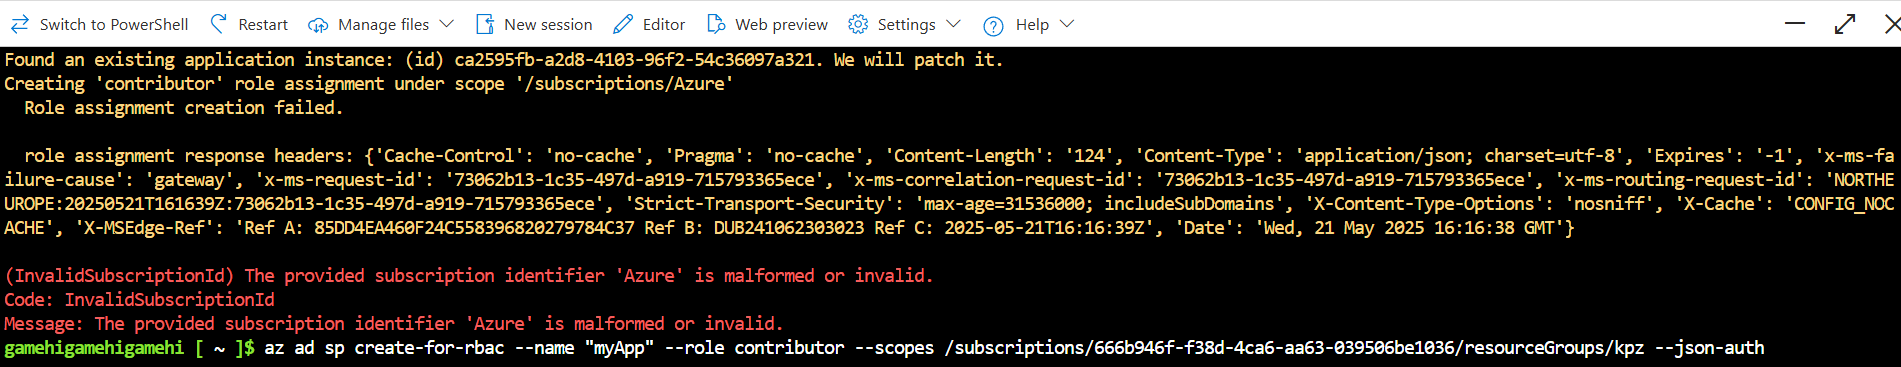 Switch to PowerShell Restart Manage files New session Editor Web preview Settings Help
Found an existing application instance: (id) ca2595fb-a2d8-4103-96f2-54c36097a321. We will patch it.
Creating 'contributor' role assignment under scope '/subscriptions/Azure'
  Role assignment creation failed.

  role assignment response headers: {'Cache-Control': 'no-cache', 'Pragma': 'no-cache', 'Content-Length': '124', 'Content-Type': 'application/json; charset=utf-8', 'Expires': '-1', 'x-ms-fa
ilure-cause': 'gateway', 'x-ms-request-id': '73062b13-1c35-497d-a919-715793365ece', 'x-ms-correlation-request-id': '73062b13-1c35-497d-a919-715793365ece', 'x-ms-routing-request-id': 'NORTHE
UROPE:20250521T161639Z:73062b13-1c35-497d-a919-715793365ece', 'Strict-Transport-Security': 'max-age=31536000; includeSubDomains', 'X-Content-Type-Options': 'nosniff', 'X-Cache': 'CONFIG_NOC
ACHE', 'X-MSEdge-Ref': 'Ref A: 85DD4EA460F24C558396820279784C37 Ref B: DUB241062303023 Ref C: 2025-05-21T16:16:39Z', 'Date': 'Wed, 21 May 2025 16:16:38 GMT'}

(InvalidSubscriptionId) The provided subscription identifier 'Azure' is malformed or invalid.
Code: InvalidSubscriptionId
Message: The provided subscription identifier 'Azure' is malformed or invalid.
gamehigamehigamehi [ ~ ]$ az ad sp create-for-rbac --name "myApp" --role contributor --scopes /subscriptions/666b946f-f38d-4ca6-aa63-039506be1036/resourceGroups/kpz --json-auth